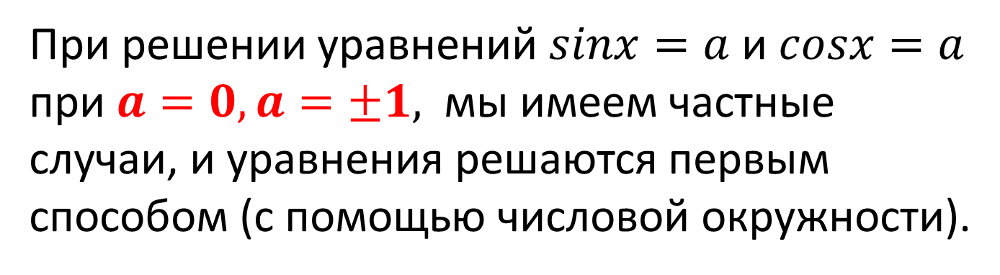 При решении уравнений sinx = a и cosx = a
при a = 0, a = ±1, мы имеем частные
случаи, и уравнения решаются первым
способом (с помощью числовой окружности).